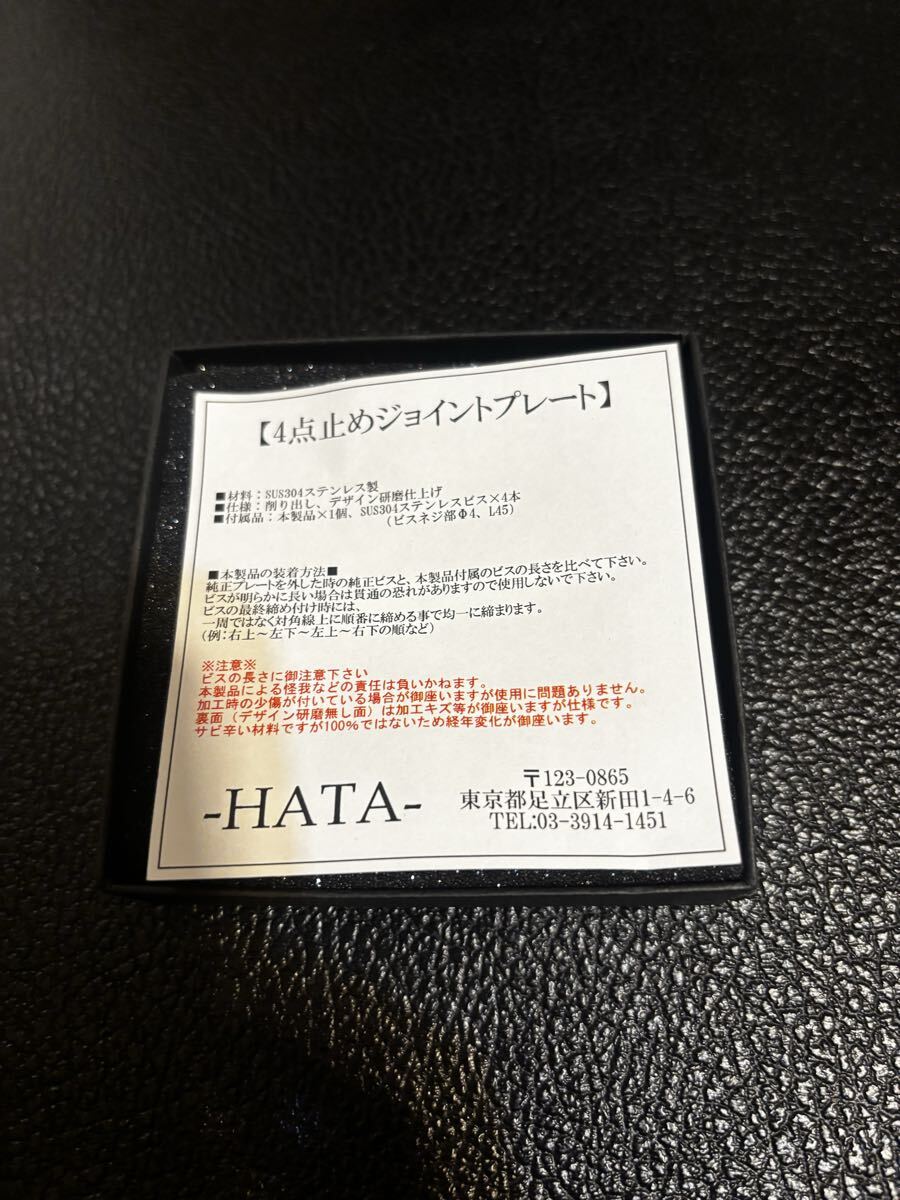 【4点止めジョイントプレート】
■材料：SUS304ステンレス製
■仕様：削り出し、デザイン研磨仕上げ
■付属品：本製品×1個、SUS304ステンレスビス×4本
(ビスネジ部Φ4、L45)
■本製品の装着方法■
純正プレートを外した時の純正ビスと、本製品付属のビスの長さを比べて下さい。
ビスが明らかに長い場合は貫通の恐れがありますので使用しないで下さい。
ビスの最終締め付け時には、
一周ではなく対角線上に順番に締める事で均一に締まります。
(例：右上～左下～左上～右下の順など)
※注意※
ビスの長さに御注意下さい
本製品による怪我などの責任は負いかねます。
加工時の少傷が付いている場合が御座いますが使用に問題ありません。
裏面（デザイン研磨無し面）は加工キズ等が御座いますが仕様です。
サビ辛い材料ですが100%ではないため経年変化が御座います。
-HATA-
〒123-0865
東京都足立区新田1-4-6
TEL:03-3914-1451